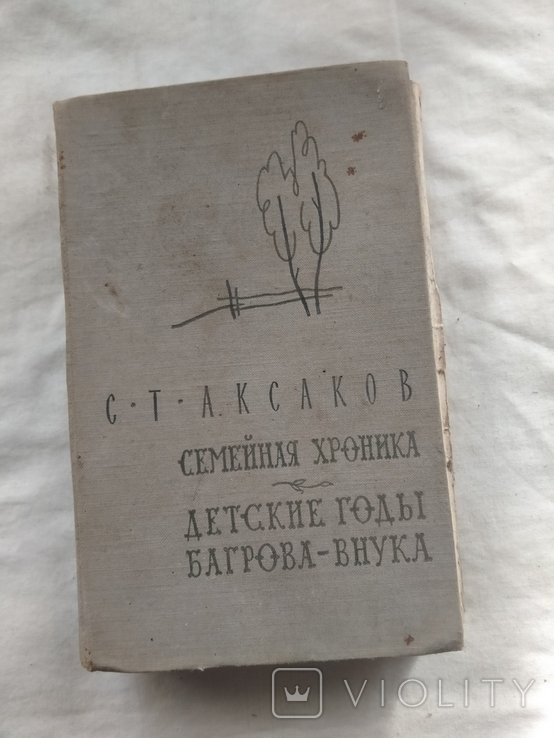 С·Т·АКСАКОВ
СЕМЕЙНАЯ ХРОНИКА
ДЕТСКИЕ ГОДЫ
БАГРОВА-ВНУКА
VIOLITY